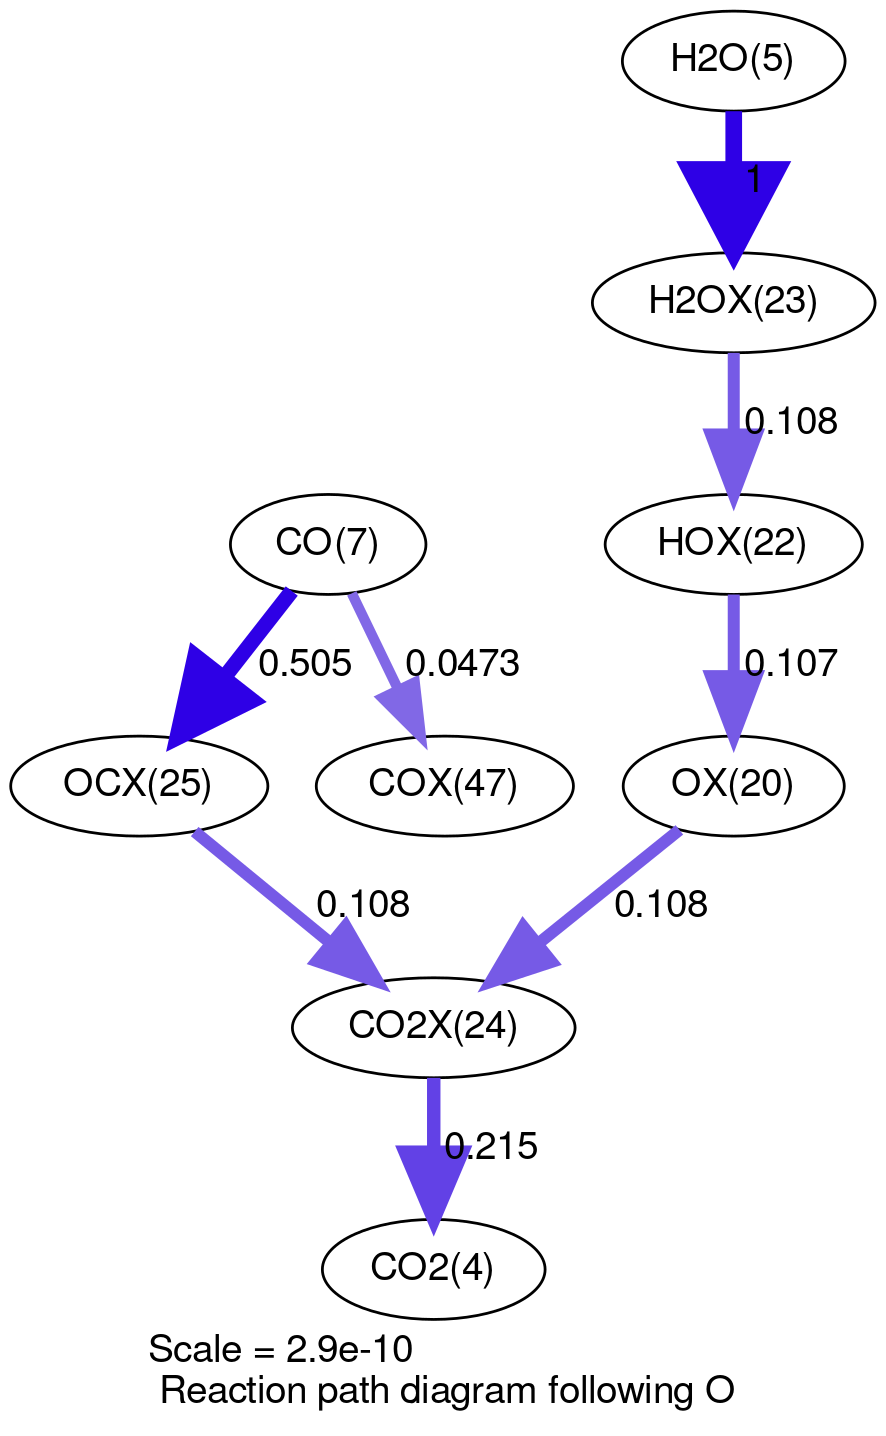 H2O(5)
1
H2OX(23)
0.108
CO(7)
HOX(22)
0.505
0.0473
0.107
OCX(25)
COX(47)
OX(20)
0.108
0.108
CO2X(24)
0.215
CO2(4)
Scale = 2.9e-10
Reaction path diagram following O